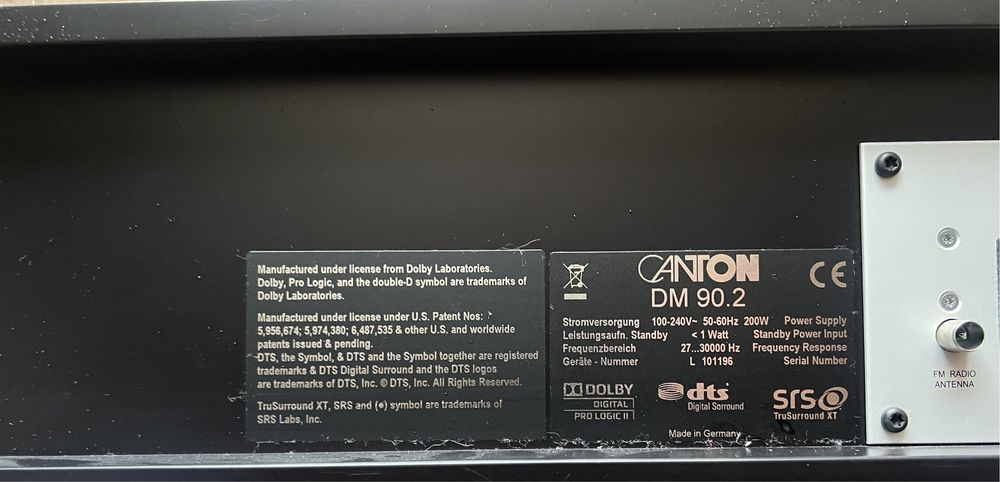 Manufactured under license from Dolby Laboratories.
Dolby, Pro Logic, and the double-D symbol are trademarks of
Dolby Laboratories.
Manufactured under license under U.S. Patent Nos:
5,956,674; 5,974,380; 6,487,535 & other U.S. and worldwide
patents issued & pending.
DTS, the Symbol, & DTS and the Symbol together are registered
trademarks & DTS Digital Surround and the DTS logos
are trademarks of DTS, Inc. © DTS, Inc. All Rights Reserved.
TruSurround XT, SRS and (●) symbol are trademarks of
SRS Labs, Inc.
CANTON
CE
DM 90.2
Stromversorgung 100-240V~ 50-60Hz 200W Power Supply
Leistungsaufn. Standby < 1 Watt Standby Power Input
Frequenzbereich 27...30000 Hz Frequency Response
Geräte - Nummer L 101196 Serial Number
DOLBY
DIGITAL
PRO LOGIC II
dts
Digital Sorround
SRS
TruSurround XT
Made in Germany
FM RADIO
ANTENNA